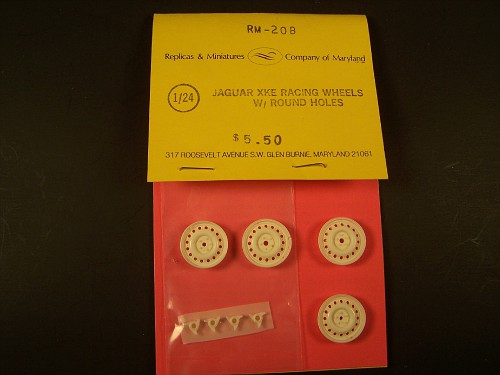 RM-208
Replicas & Miniatures Company of Maryland
1/24
JAGUAR XKE RACING WHEELS
W/ ROUND HOLES
$5.50
317 ROOSEVELT AVENUE S.W. GLEN BURNIE, MARYLAND 21061